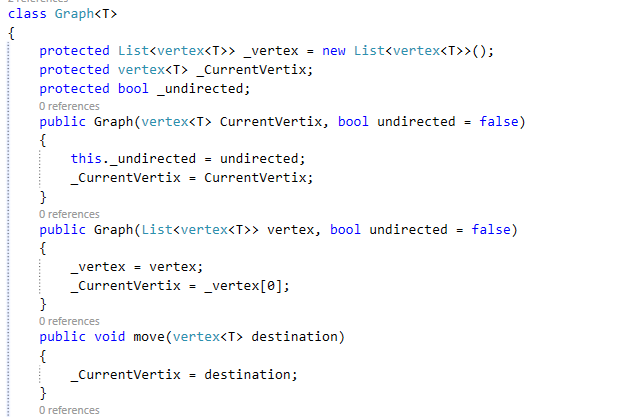 2 references
class Graph<T>
{
protected List<vertex<T>> _vertex = new List<vertex<T>>();
protected vertex<T> _CurrentVertix;
protected bool _undirected;
0 references
public Graph(vertex<T> CurrentVertix, bool undirected = false)
{
this._undirected = undirected;
_CurrentVertix = CurrentVertix;
}
0 references
public Graph(List<vertex<T>> vertex, bool undirected = false)
{
_vertex = vertex;
_CurrentVertix = _vertex[0];
}
0 references
public void move(vertex<T> destination)
{
_CurrentVertix = destination;
}
0 references